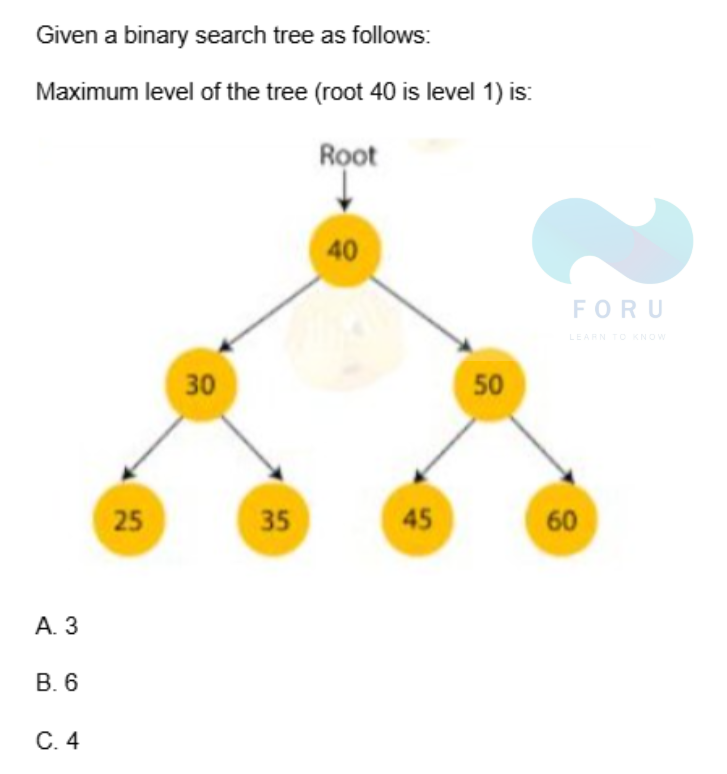 Given a binary search tree as follows:
Maximum level of the tree (root 40 is level 1) is:
Root
40
30
50
25
35
45
60
FORU
LEARN TO KNOW
A. 3
B. 6
C. 4